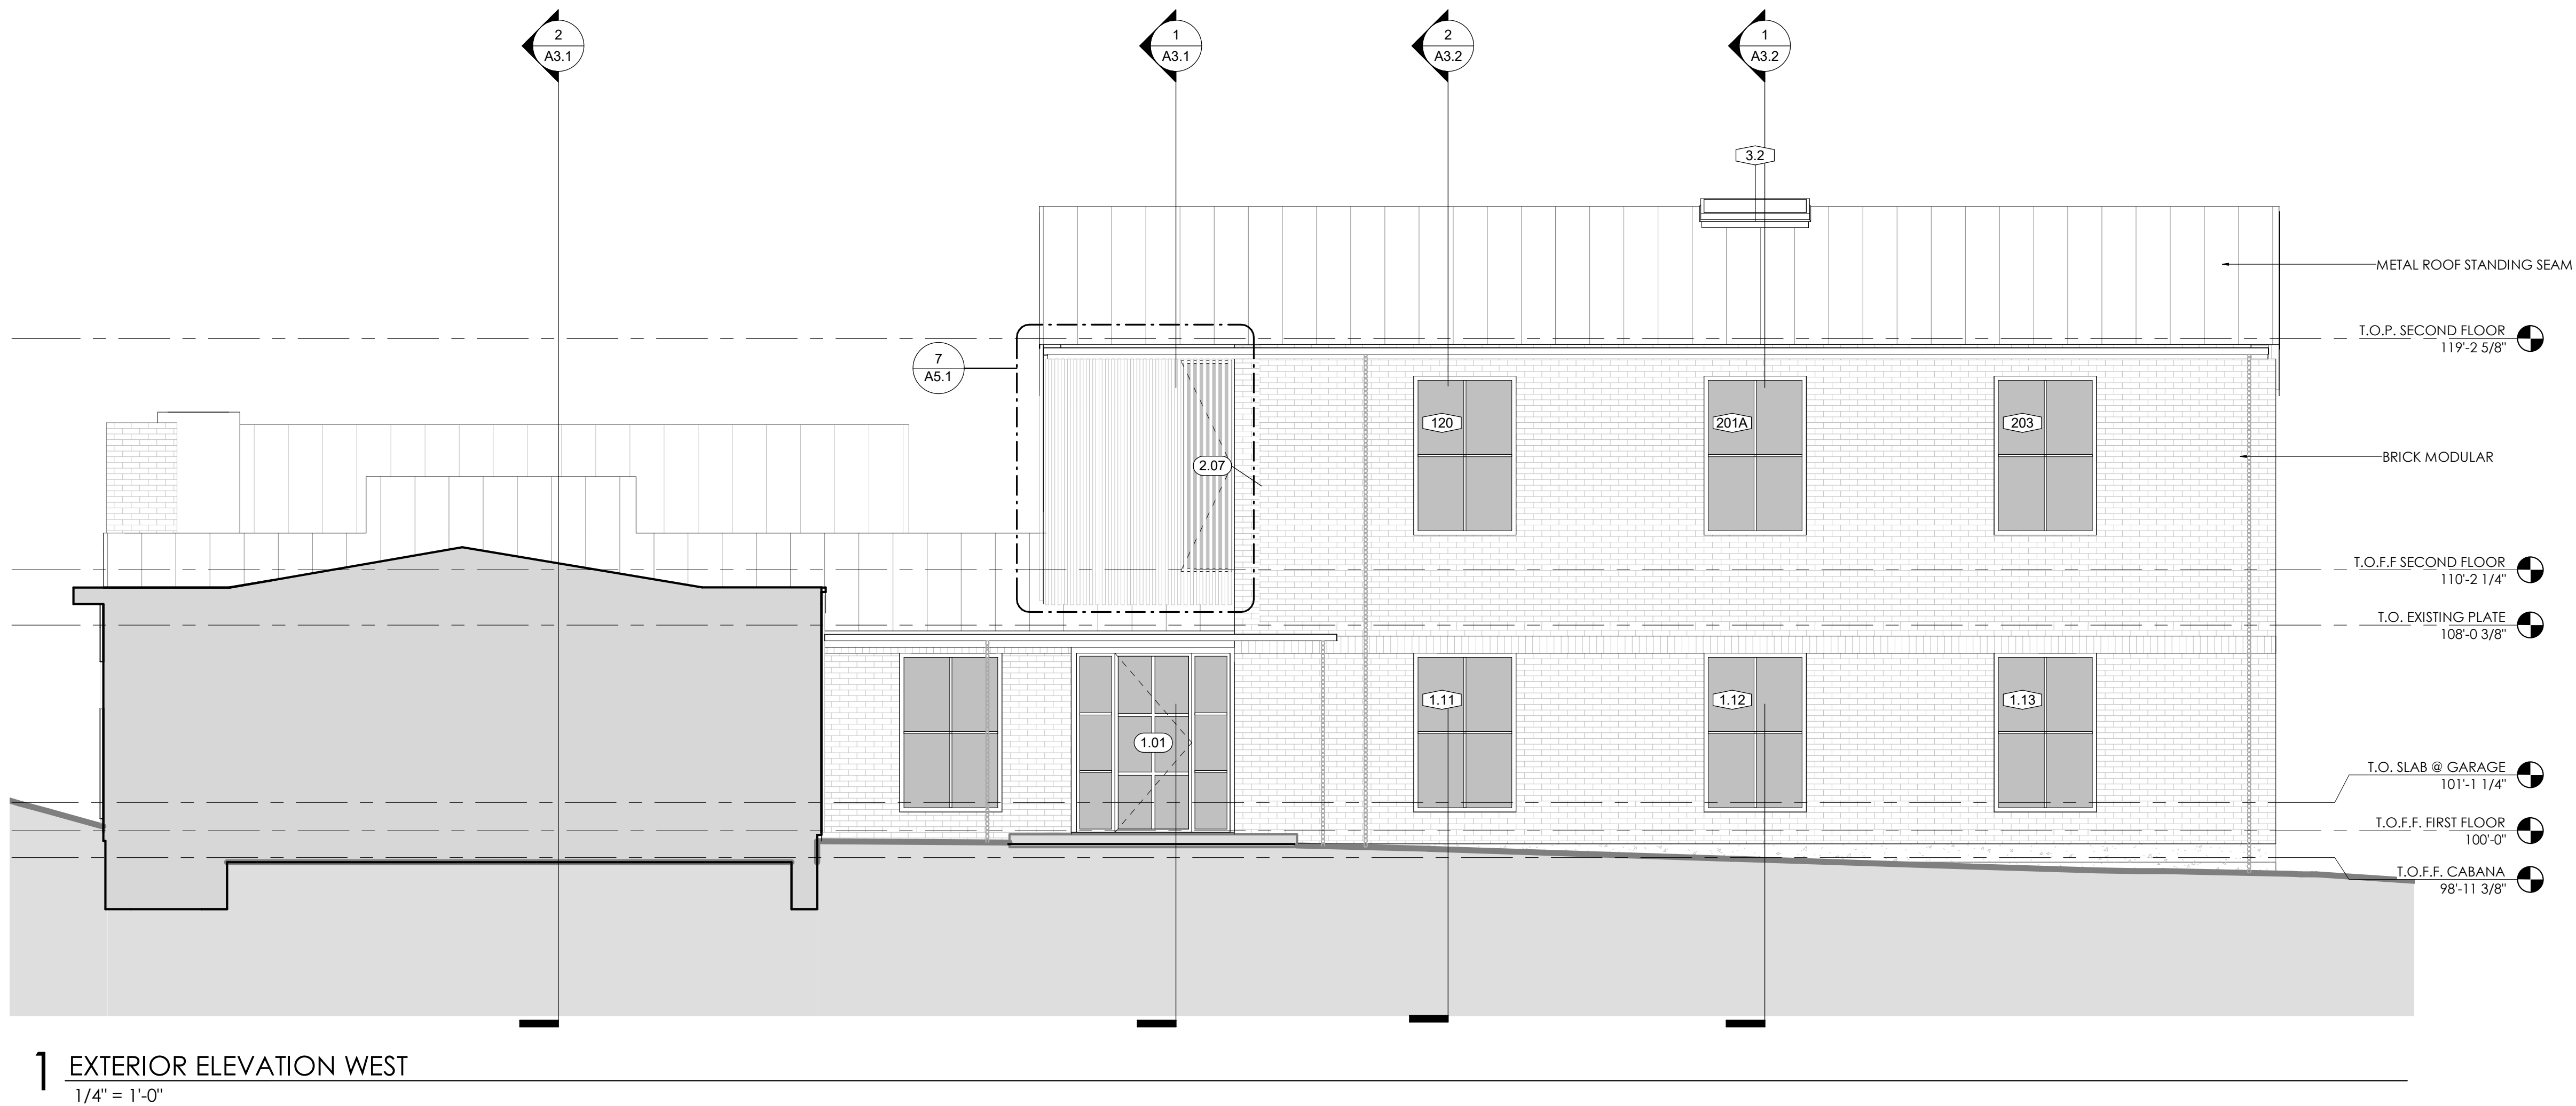 2
A3.1
1
A3.1
2
A3.2
1
A3.2
3.2
METAL ROOF STANDING SEAM
T.O.P. SECOND FLOOR
119'-2 5/8"
7
A5.1
120
201A
203
2.07
BRICK MODULAR
T.O.F.F SECOND FLOOR
110'-2 1/4"
T.O. EXISTING PLATE
108'-0 3/8"
1.11
1.12
1.13
1.01
T.O. SLAB @ GARAGE
101'-1 1/4"
T.O.F.F. FIRST FLOOR
100'-0"
T.O.F.F. CABANA
98'-11 3/8"
1 EXTERIOR ELEVATION WEST
1/4" = 1'-0"